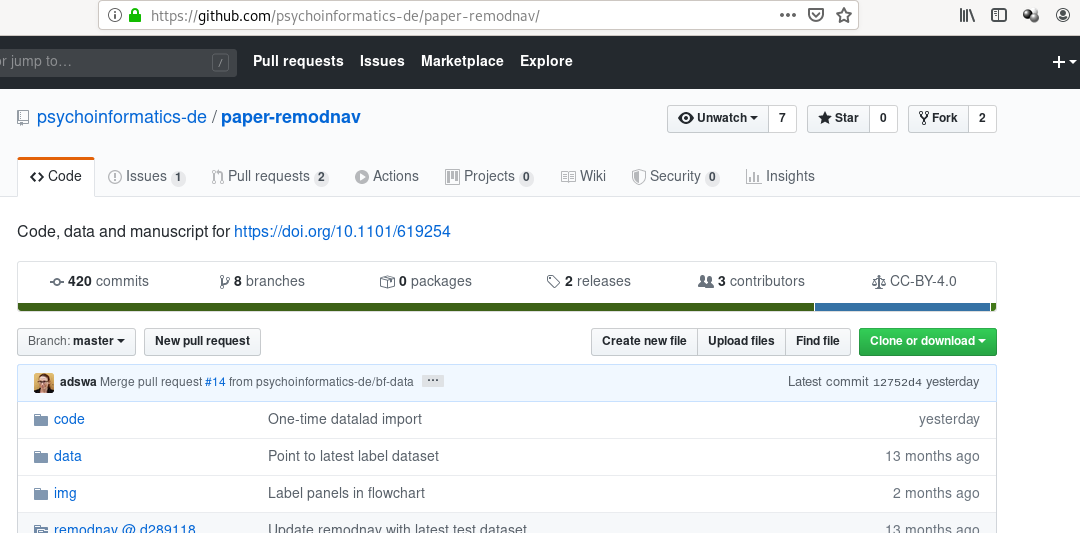 https://github.com/psychoinformatics-de/paper-remodnav/
or jump to… /
Pull requests Issues Marketplace Explore
psychoinformatics-de / paper-remodnav
Unwatch 7 Star 0 Fork 2
Code Issues 1 Pull requests 2 Actions Projects 0 Wiki Security 0 Insights
Code, data and manuscript for https://doi.org/10.1101/619254
420 commits 8 branches 0 packages 2 releases 3 contributors CC-BY-4.0
Branch: master New pull request Create new file Upload files Find file Clone or download
adswa Merge pull request #14 from psychoinformatics-de/bf-data … Latest commit 12752d4 yesterday
code One-time datalad import yesterday
data Point to latest label dataset 13 months ago
img Label panels in flowchart 2 months ago
remodnav @ d289118 Update remodnav with latest test dataset 13 months ago